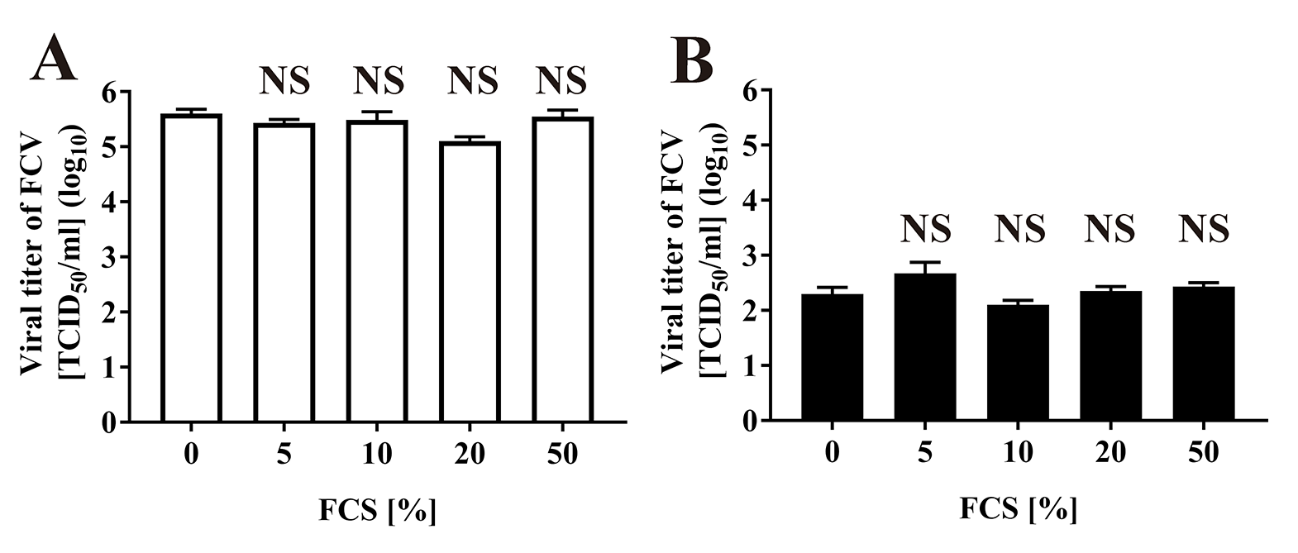 A
NS NS NS NS
Viral titer of FCV
[TCID50/ml] (log10)
6
5
4
3
2
1
0
0 5 10 20 50
FCS [%]
B
NS NS NS NS
Viral titer of FCV
[TCID50/ml] (log10)
6
5
4
3
2
1
0
0 5 10 20 50
FCS [%]